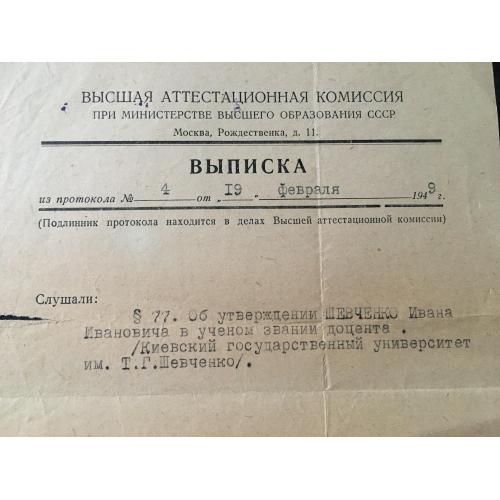 ВЫСШАЯ АТТЕСТАЦИОННАЯ КОМИССИЯ
ПРИ МИНИСТЕРСТВЕ ВЫСШЕГО ОБРАЗОВАНИЯ СССР
Москва, Рождественка, д. 11.
ВЫПИСКА
из протокола № 4 от „ 19 " февраля 1949 г.
(Подлинник протокола находится в делах Высшей аттестационной комиссии)
Слушали:
§ 77. Об утверждении ШЕВЧЕНКО Ивана
Ивановича в ученом звании доцента .
/Киевский государственный университет
им. Т.Г.Шевченко/.